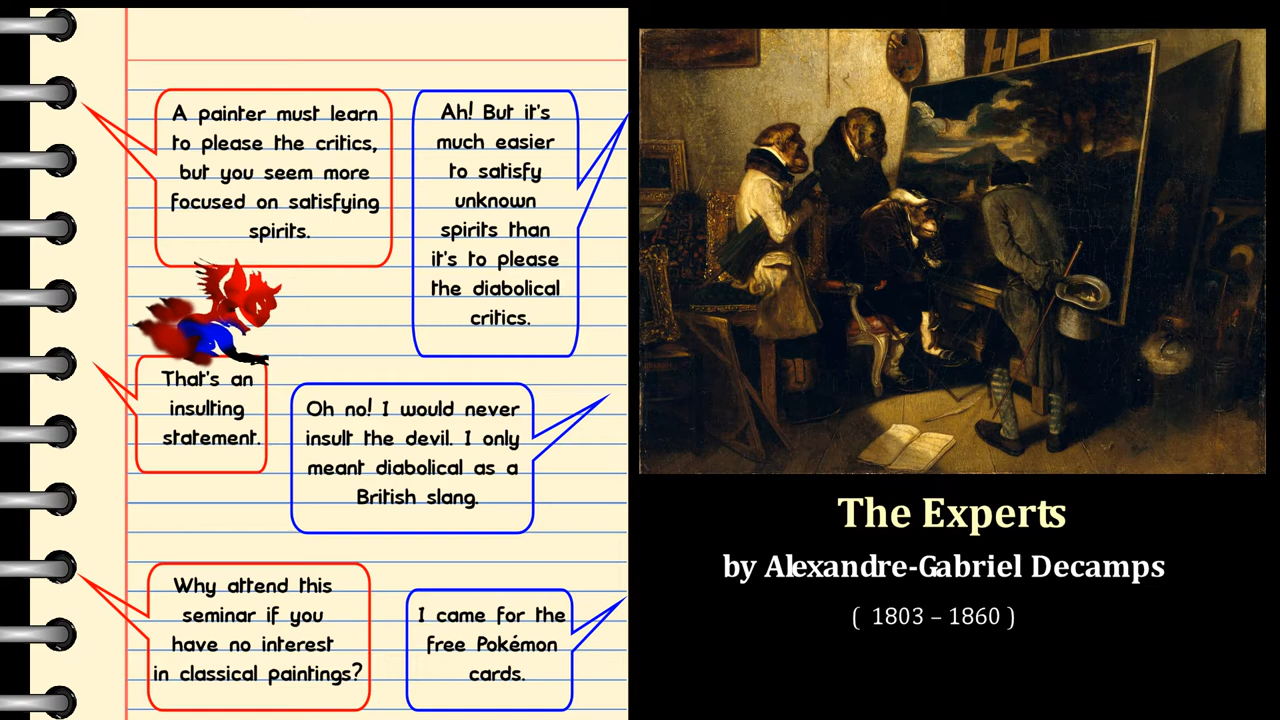 A painter must learn
to please the critics,
but you seem more
focused on satisfying
spirits.
Ah! But it's
much easier
to satisfy
unknown
spirits than
it's to please
the diabolical
critics.
That's an
insulting
statement.
Oh no! I would never
insult the devil. I only
meant diabolical as a
British slang.
Why attend this
seminar if you
have no interest
in classical paintings?
I came for the
free Pokémon
cards.
The Experts
by Alexandre-Gabriel Decamps
( 1803 – 1860 )